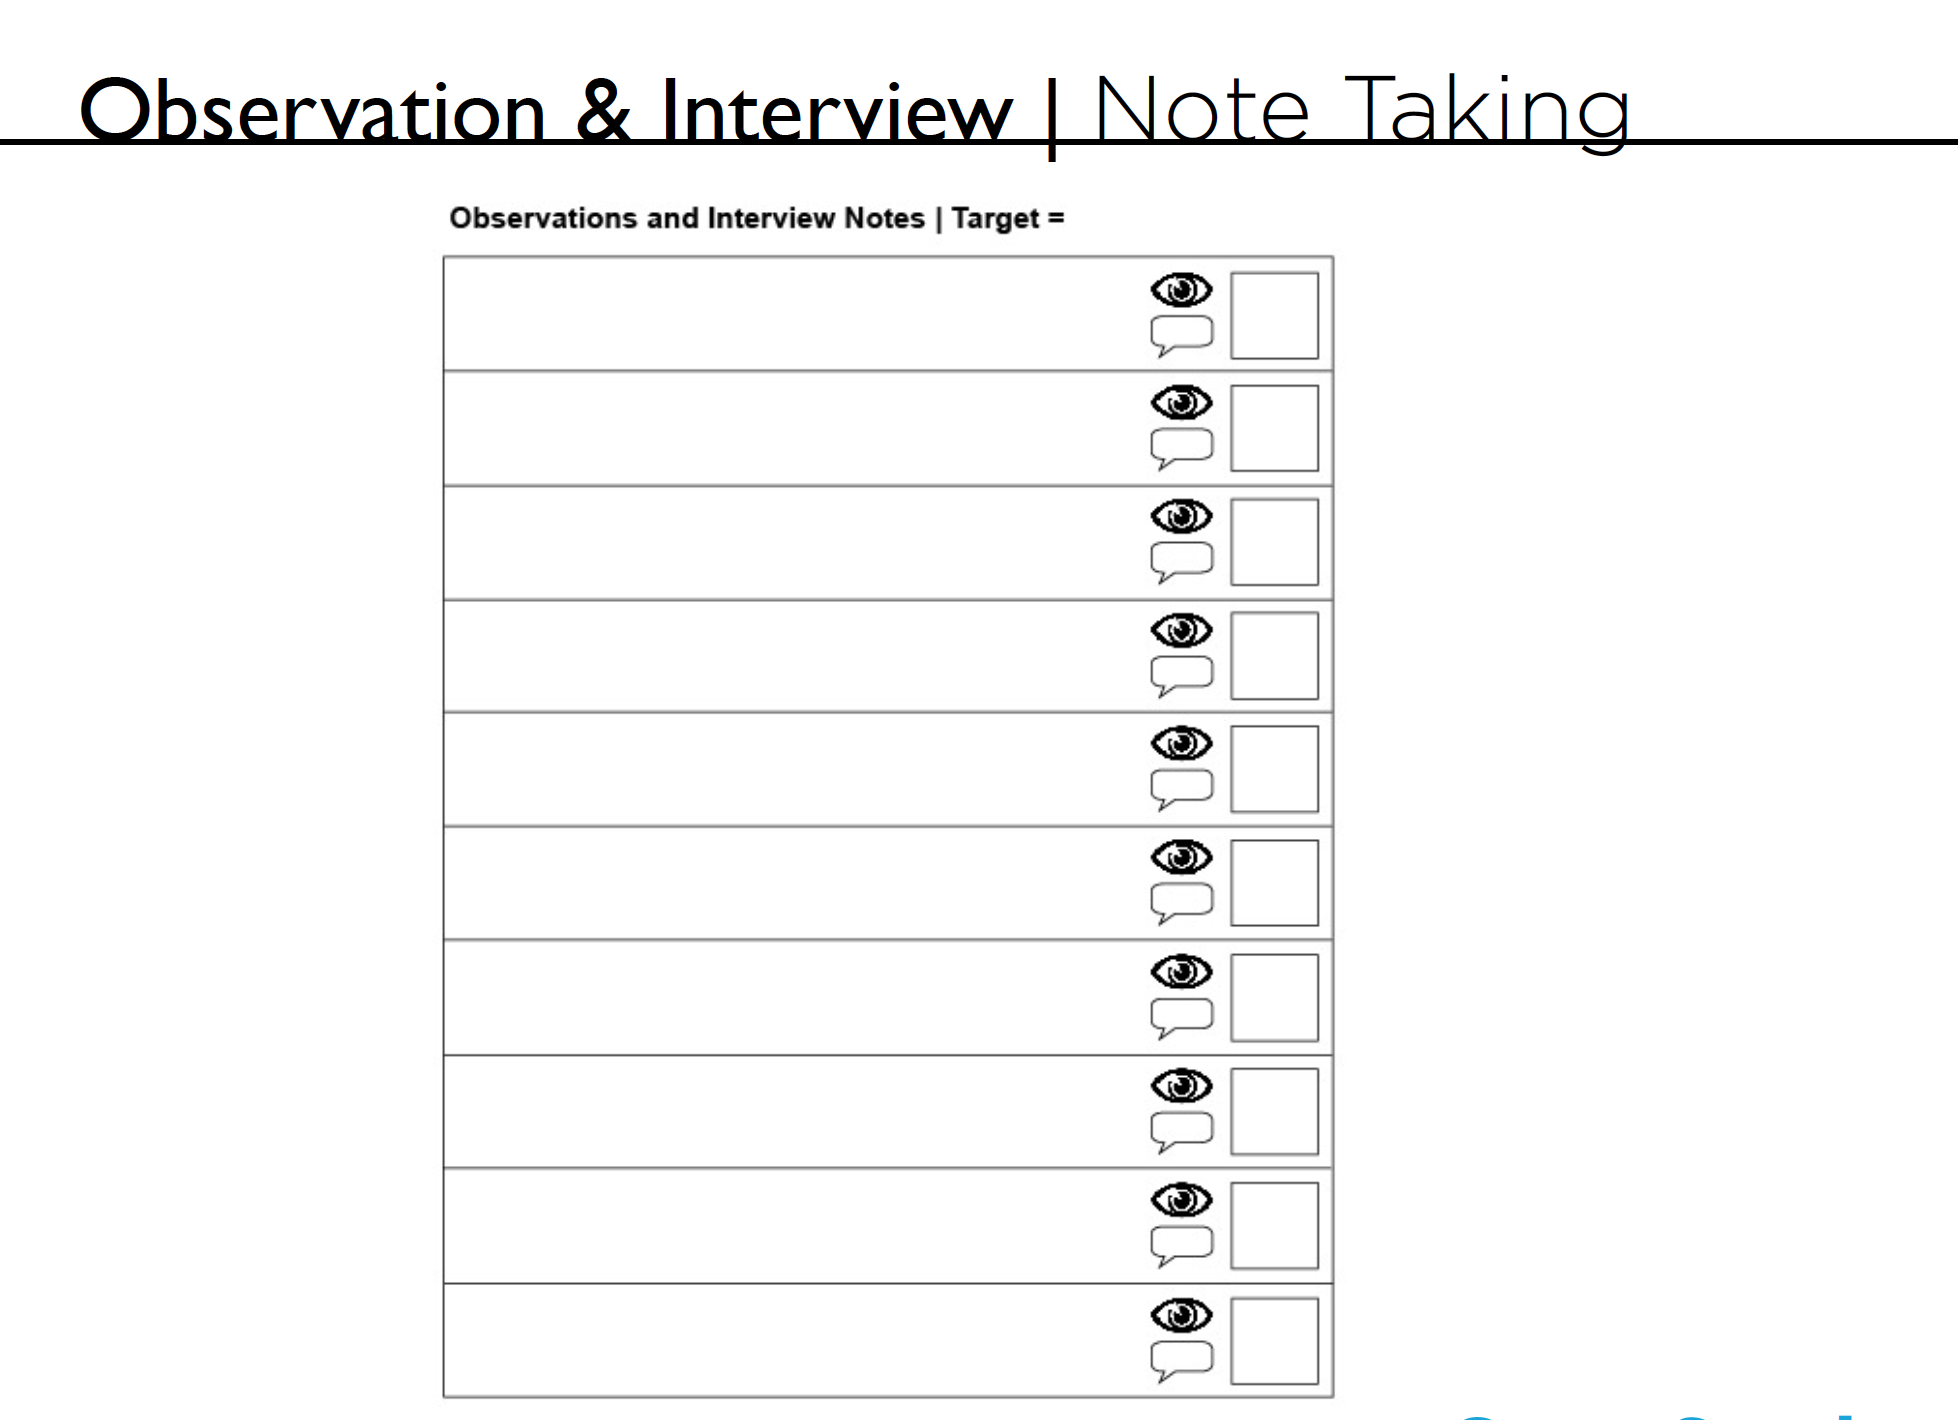 Observation & Interview | Note Taking
Observations and Interview Notes | Target =